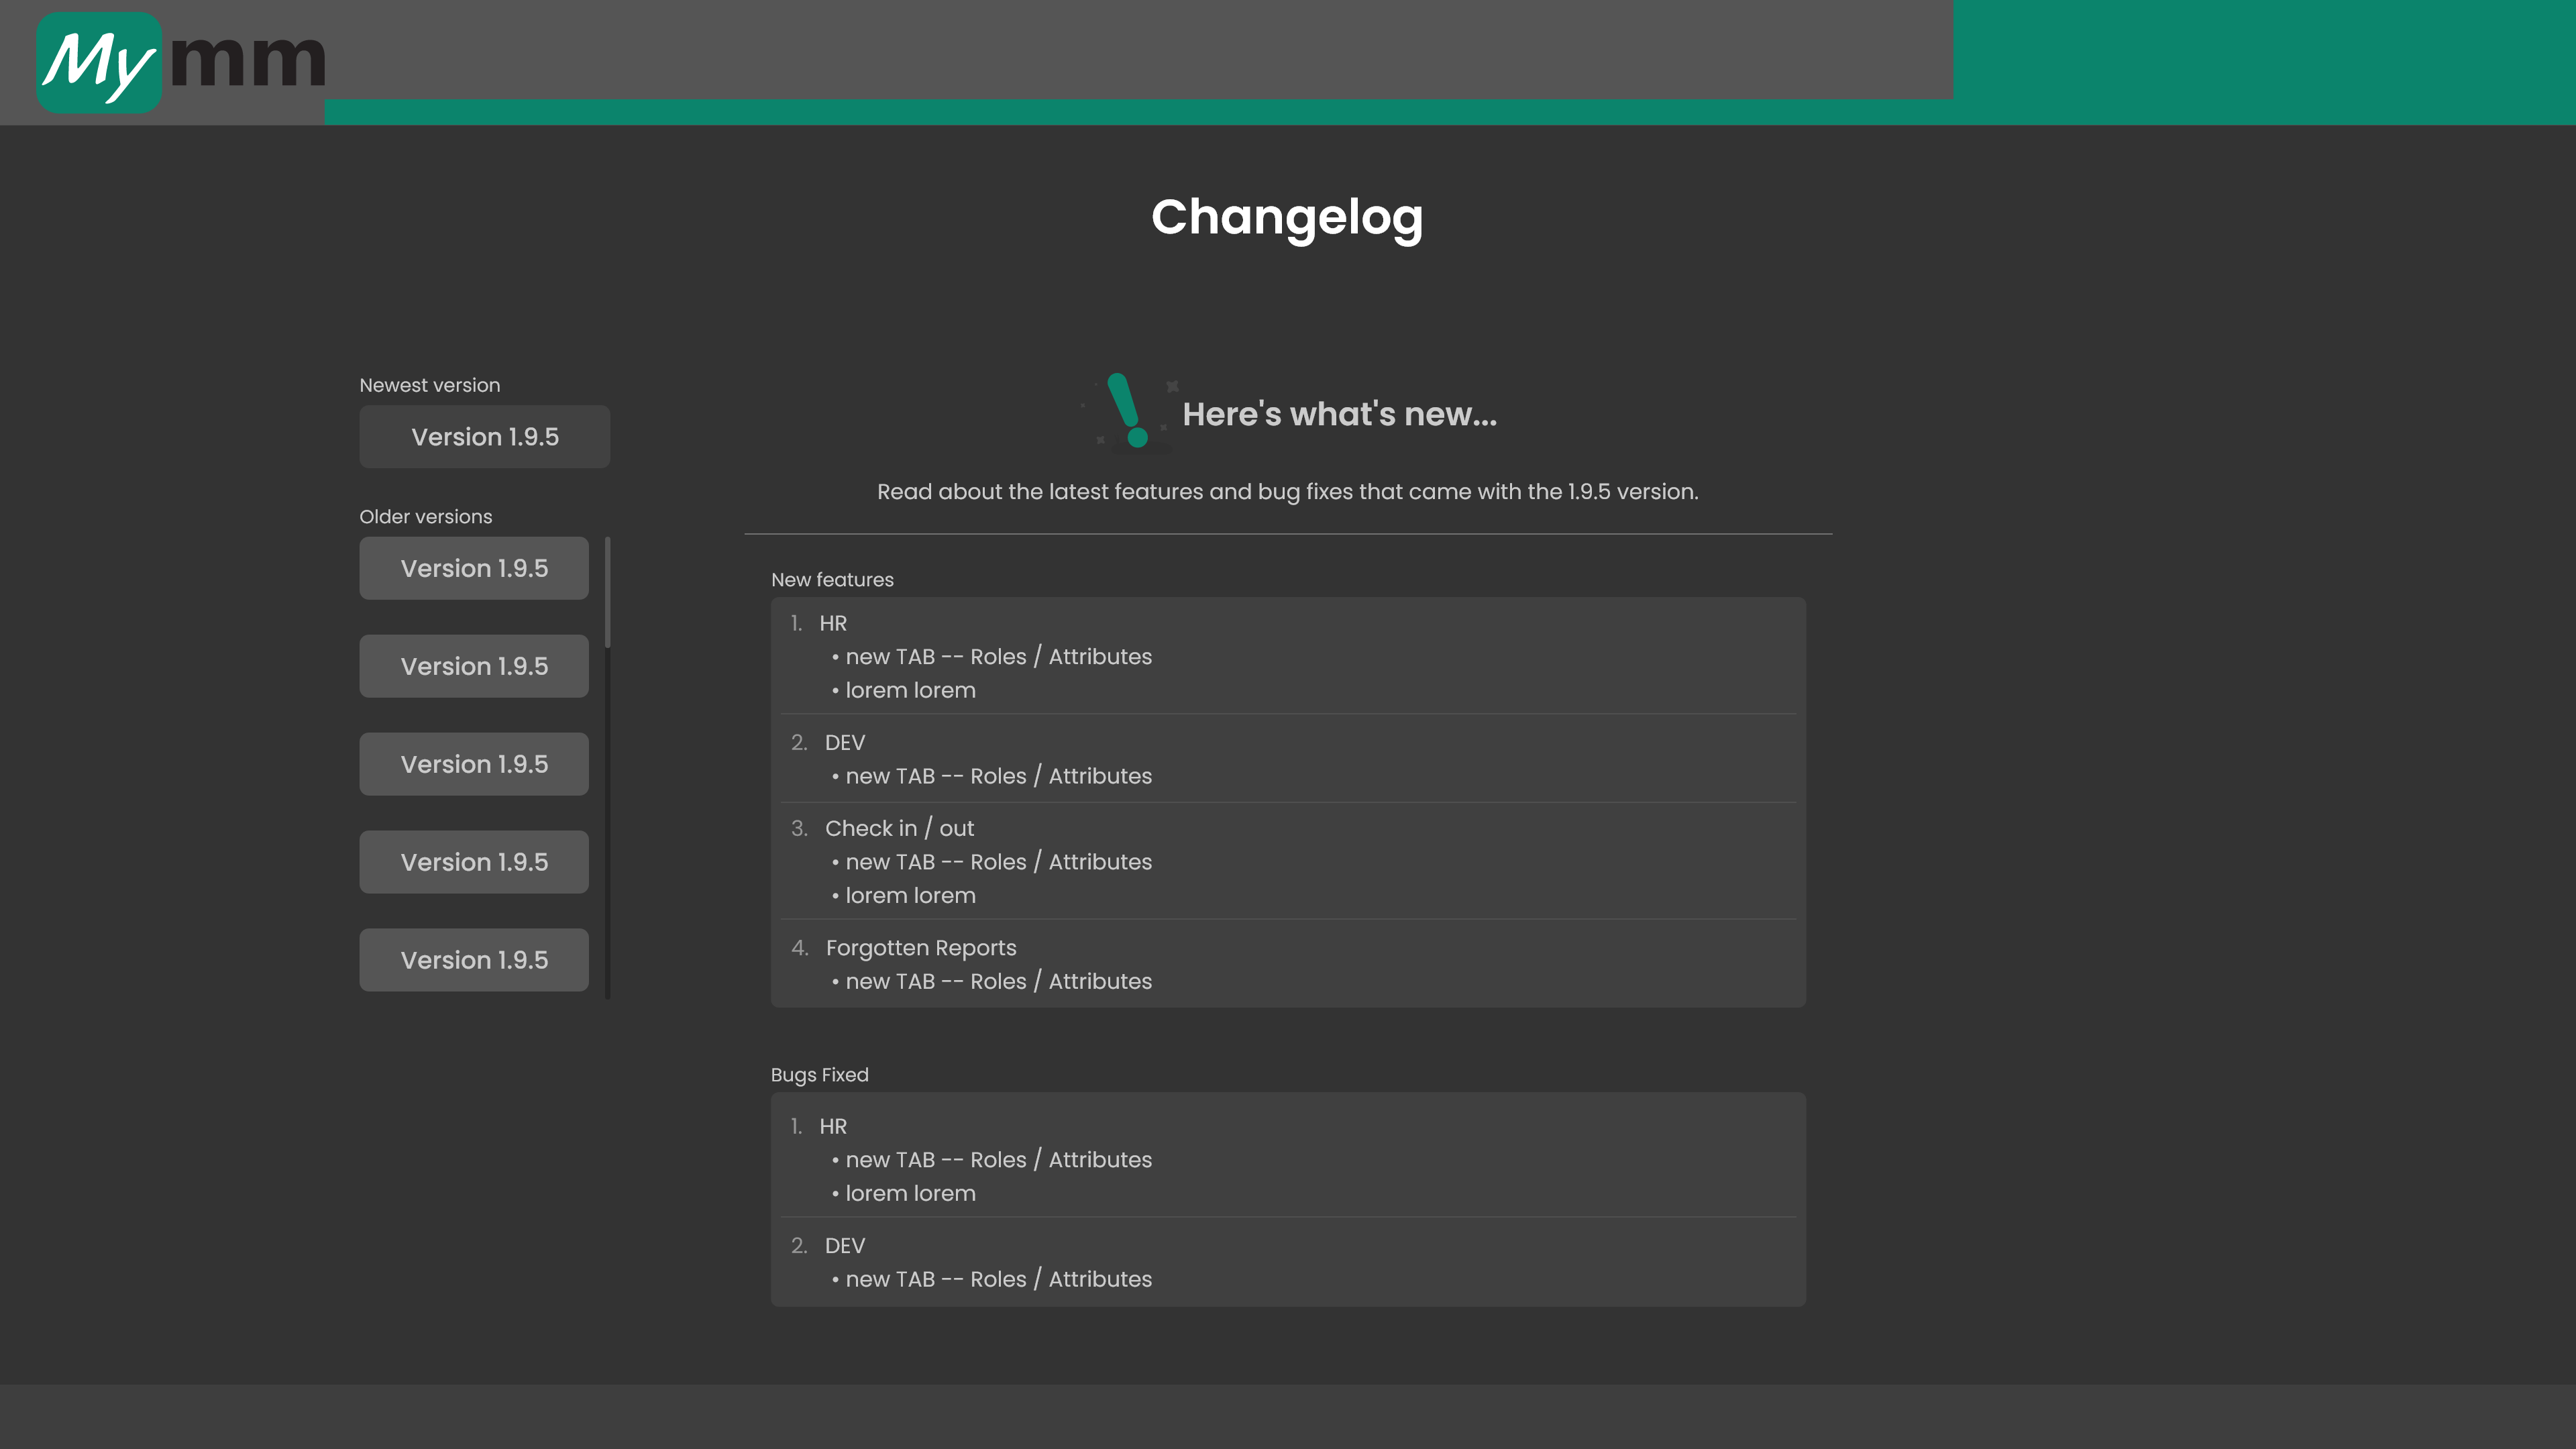 My mm
Changelog
Newest version
Version 1.9.5
Older versions
Version 1.9.5
Version 1.9.5
Version 1.9.5
Version 1.9.5
Version 1.9.5
Here's what's new...
Read about the latest features and bug fixes that came with the 1.9.5 version.
New features
1. HR
• new TAB -- Roles / Attributes
• lorem lorem
2. DEV
• new TAB -- Roles / Attributes
3. Check in / out
• new TAB -- Roles / Attributes
• lorem lorem
4. Forgotten Reports
• new TAB -- Roles / Attributes
Bugs Fixed
1. HR
• new TAB -- Roles / Attributes
• lorem lorem
2. DEV
• new TAB -- Roles / Attributes